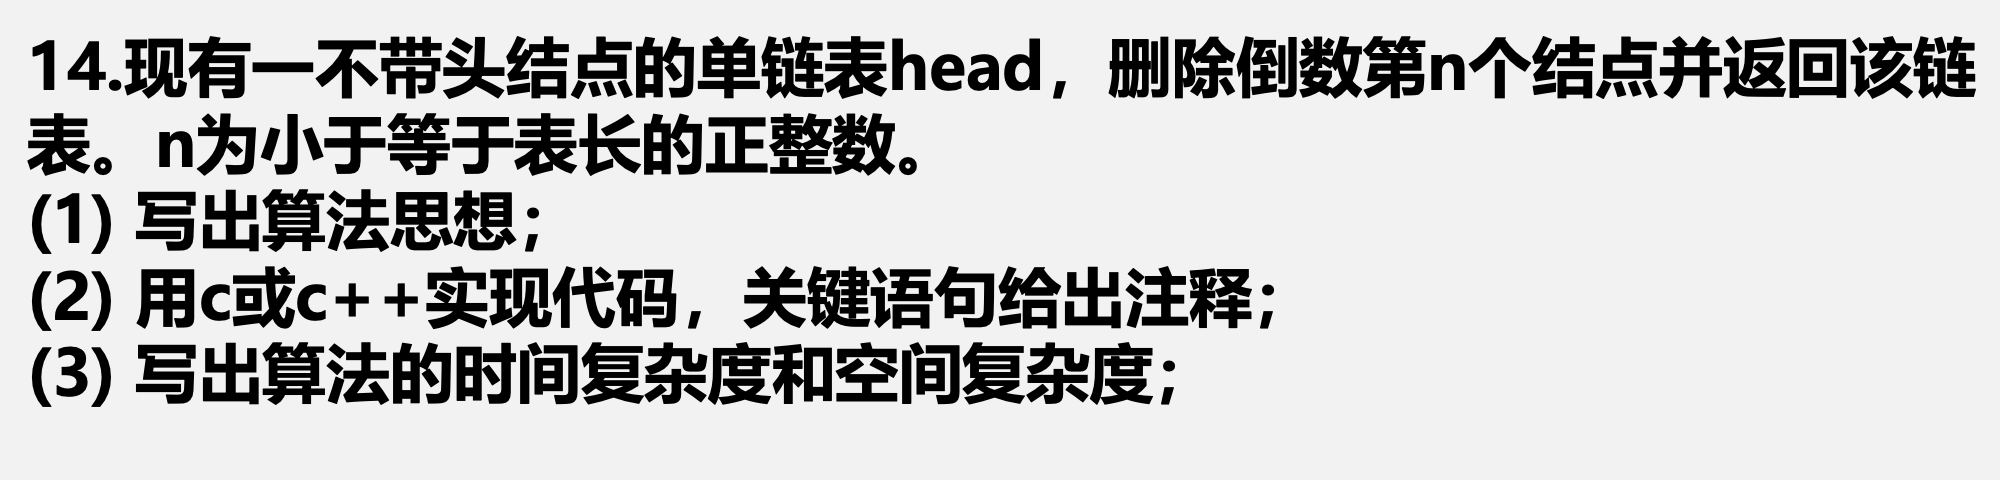 14.现有一不带头结点的单链表head，删除倒数第n个结点并返回该链
表。n为小于等于表长的正整数。
(1) 写出算法思想；
(2) 用c或c++实现代码，关键语句给出注释；
(3) 写出算法的时间复杂度和空间复杂度；